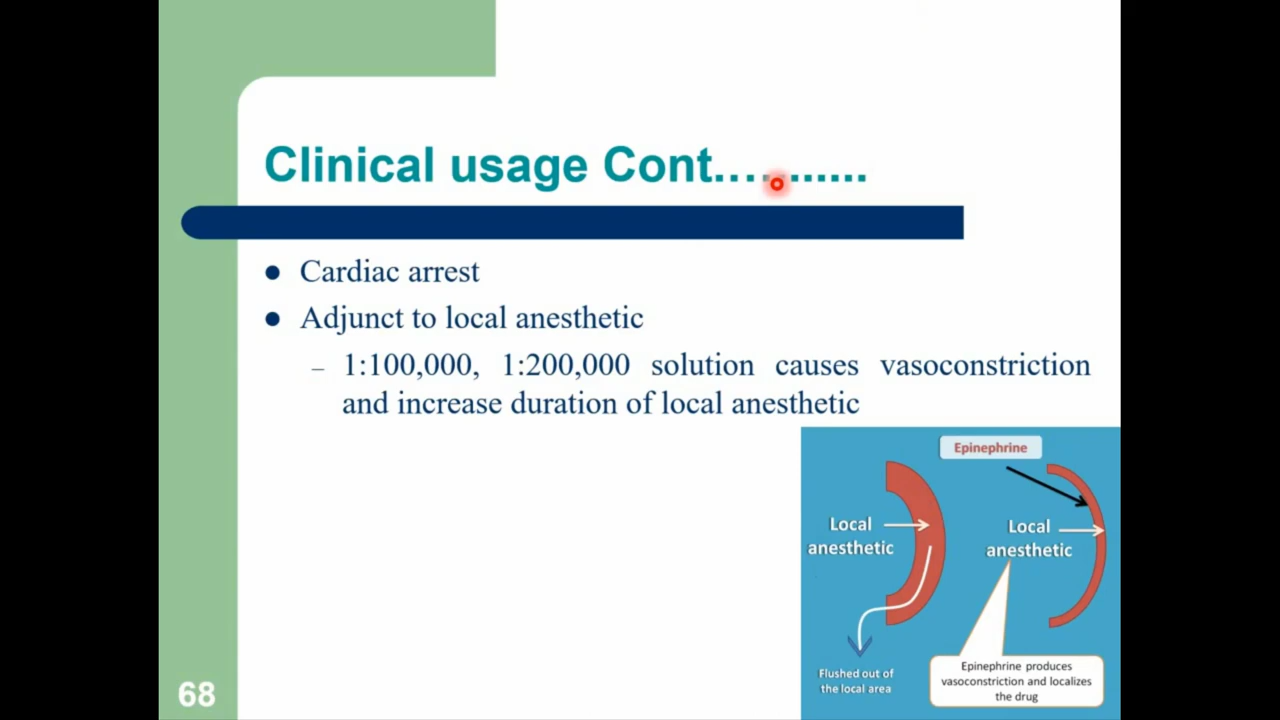 Clinical usage Cont...........
Cardiac arrest
Adjunct to local anesthetic
– 1:100,000, 1:200,000 solution causes vasoconstriction
and increase duration of local anesthetic
Epinephrine
Local
anesthetic
Local
anesthetic
Flushed out of
the local area
Epinephrine produces
vasoconstriction and localizes
the drug
68